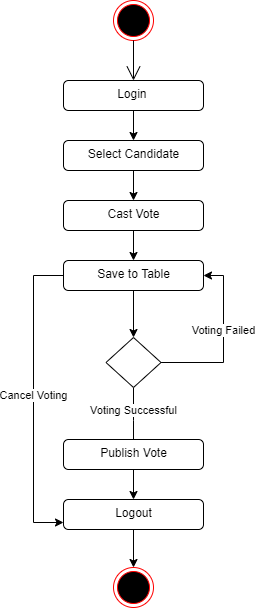 Login
Select Candidate
Cast Vote
Save to Table
Voting Failed
Cancel Voting
Voting Successful
Publish Vote
Logout